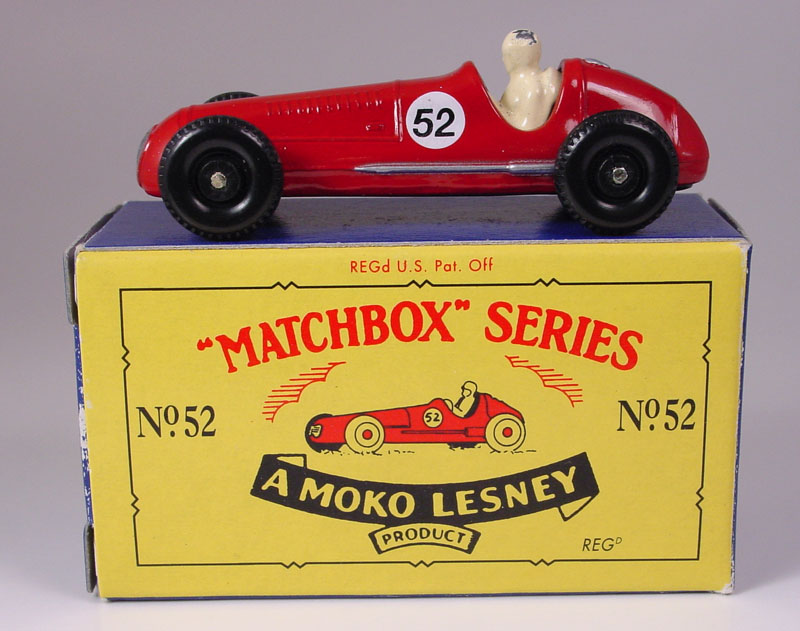 52
REGd U.S. Pat. Off
"MATCHBOX" SERIES
No. 52
No. 52
52
A MOKO LESNEY
PRODUCT
REGD